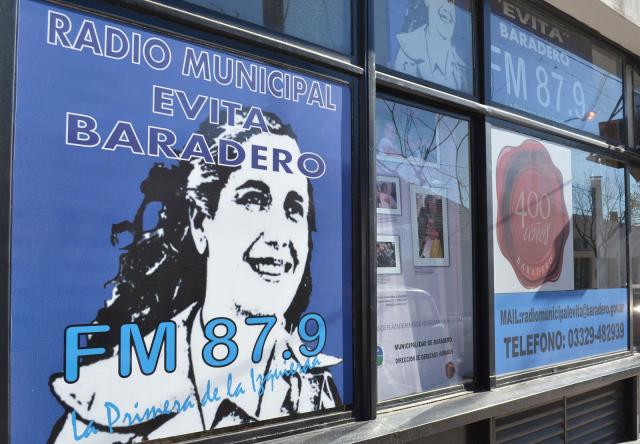 RADIO MUNICIPAL
EVITA
BARADERO
FM 87.9
La Primera de la Izquierda
"EVITA"
BARADERO
FM 87.9
400
años
BARADERO
MUNICIPALIDAD DE BARADERO
DIRECCION DE DERECHOS HUMANOS
MAIL:radiomunicipalevita@baradero.gov.ar
TELEFONO: 03329-482939